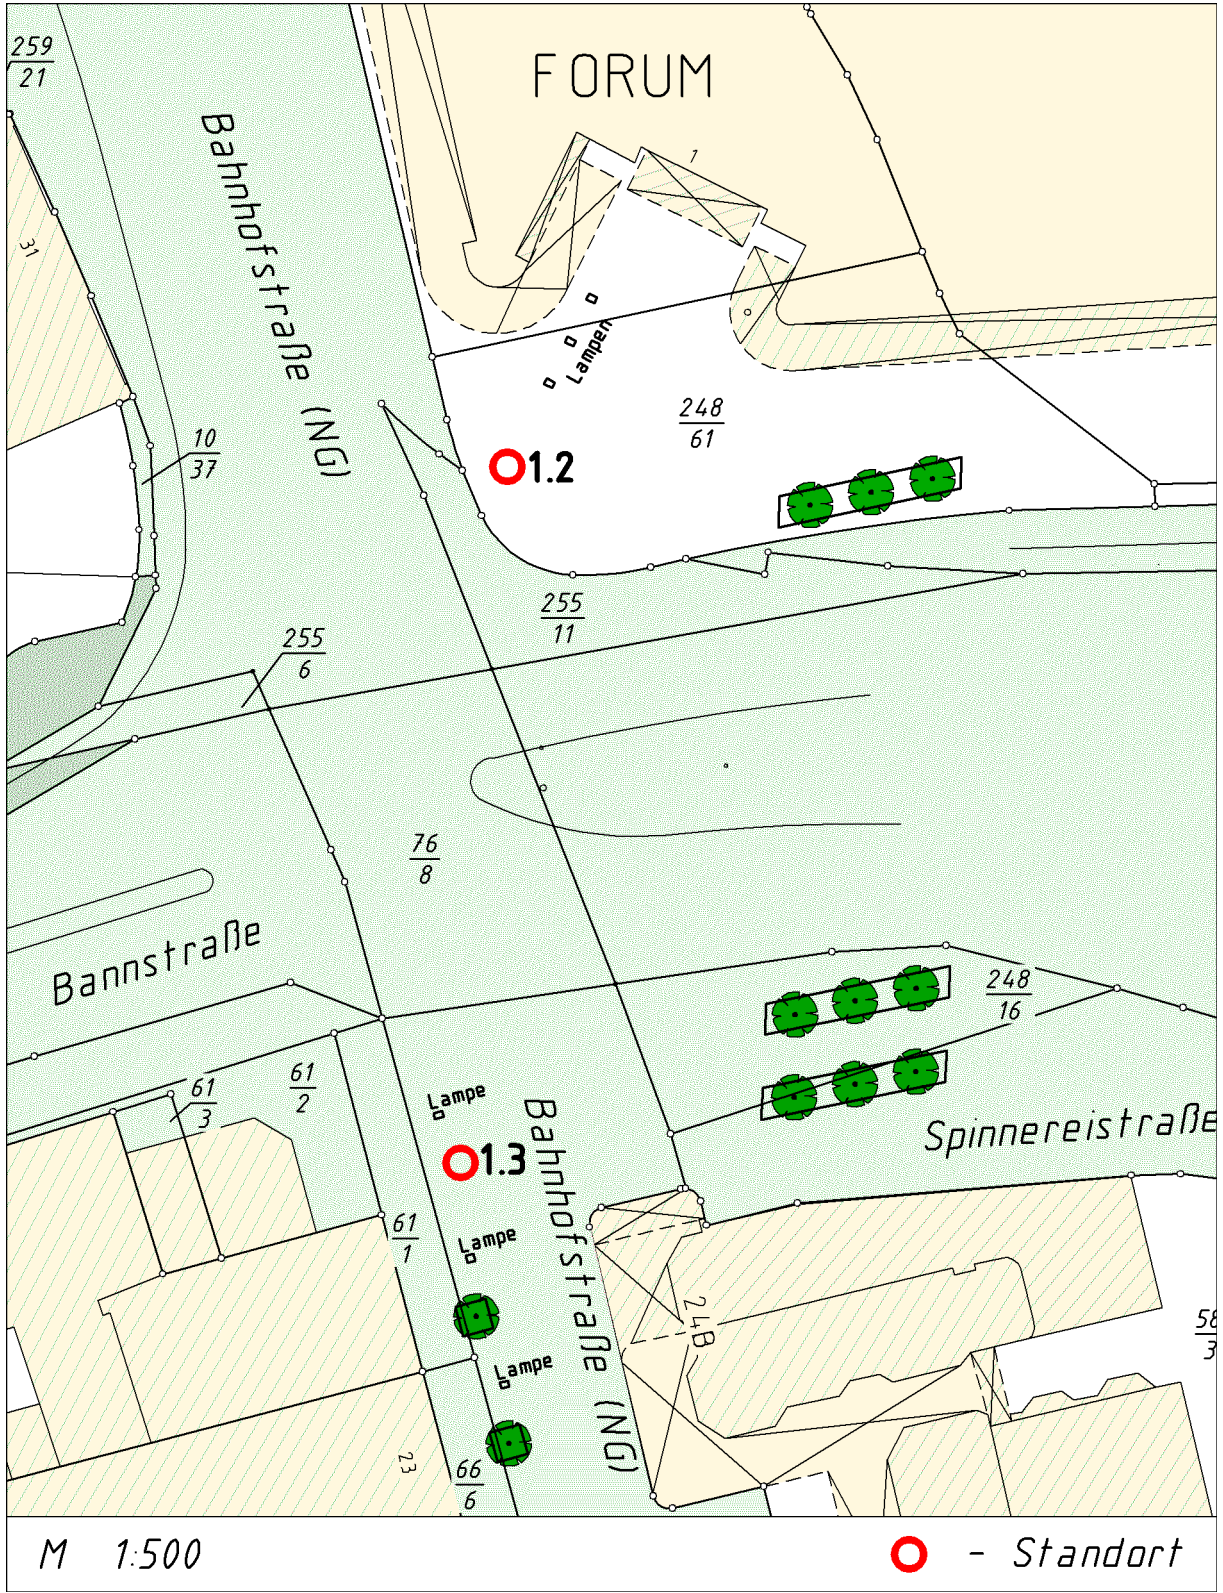 259
21
FORUM
Bahnhofstraße (NG)
1
31
Lampen
248
61
10
37
1.2
255
11
255
6
76
8
Bannstraße
248
16
61
3
61
2
Lampe
Spinnereistraße
1.3
Bahnhofstraße (NG)
61
1
Lampe
24B
58
3
Lampe
23
66
6
M 1:500
- Standort